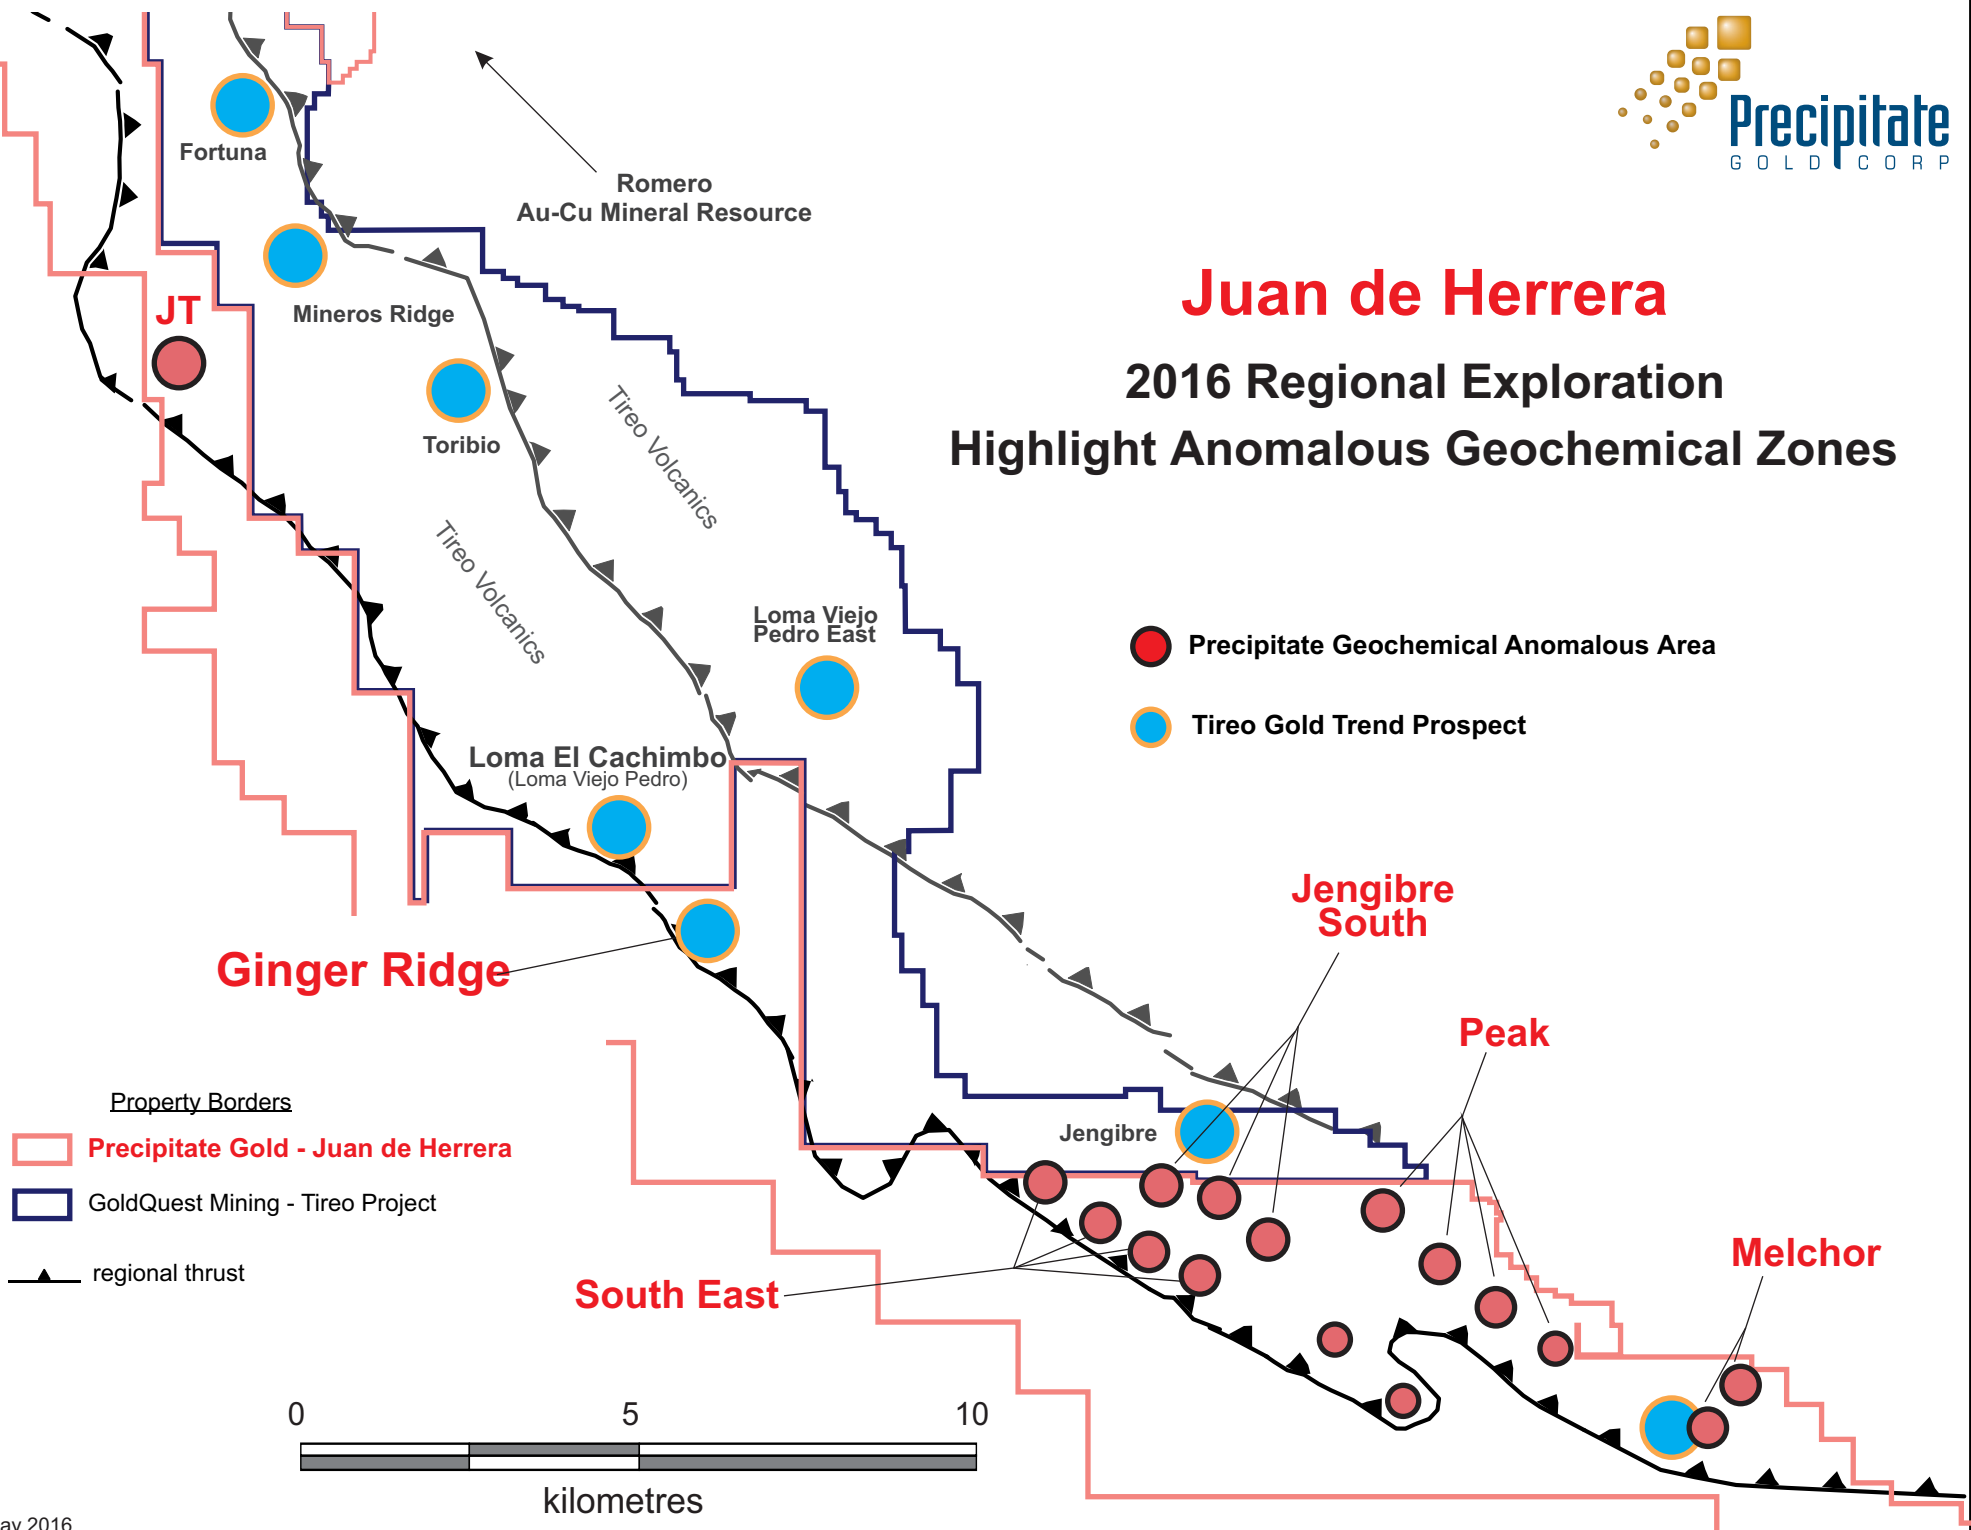 Precipitate
GOLD CORP
Fortuna
Romero
Au-Cu Mineral Resource
Juan de Herrera
2016 Regional Exploration
Highlight Anomalous Geochemical Zones
JT
Mineros Ridge
Toribio
Tireo Volcanics
Tireo Volcanics
Loma Viejo
Pedro East
Precipitate Geochemical Anomalous Area
Tireo Gold Trend Prospect
Loma El Cachimbo
(Loma Viejo Pedro)
Ginger Ridge
Jengibre
South
Peak
Jengibre
Melchor
South East
Property Borders
Precipitate Gold - Juan de Herrera
GoldQuest Mining - Tireo Project
regional thrust
0 5 10
kilometres
ay 2016